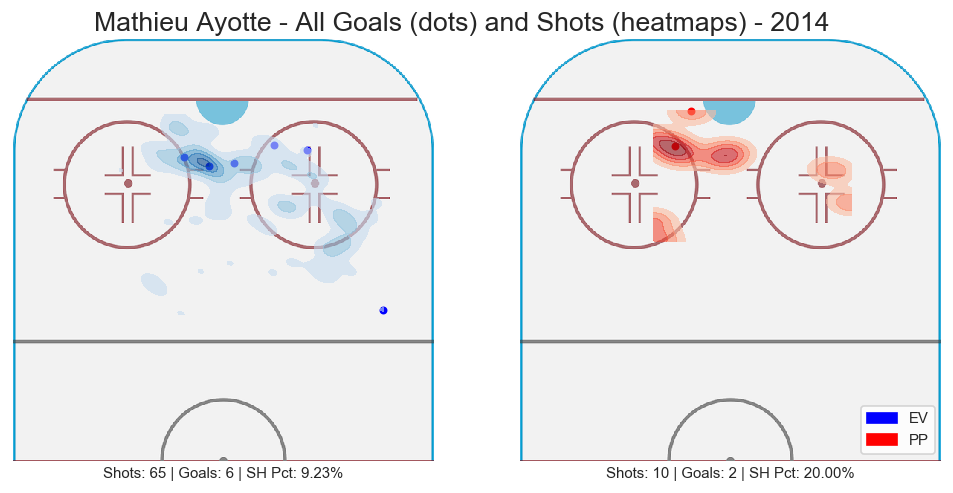 Mathieu Ayotte - All Goals (dots) and Shots (heatmaps) - 2014
EV
PP
Shots: 65 | Goals: 6 | SH Pct: 9.23%
Shots: 10 | Goals: 2 | SH Pct: 20.00%